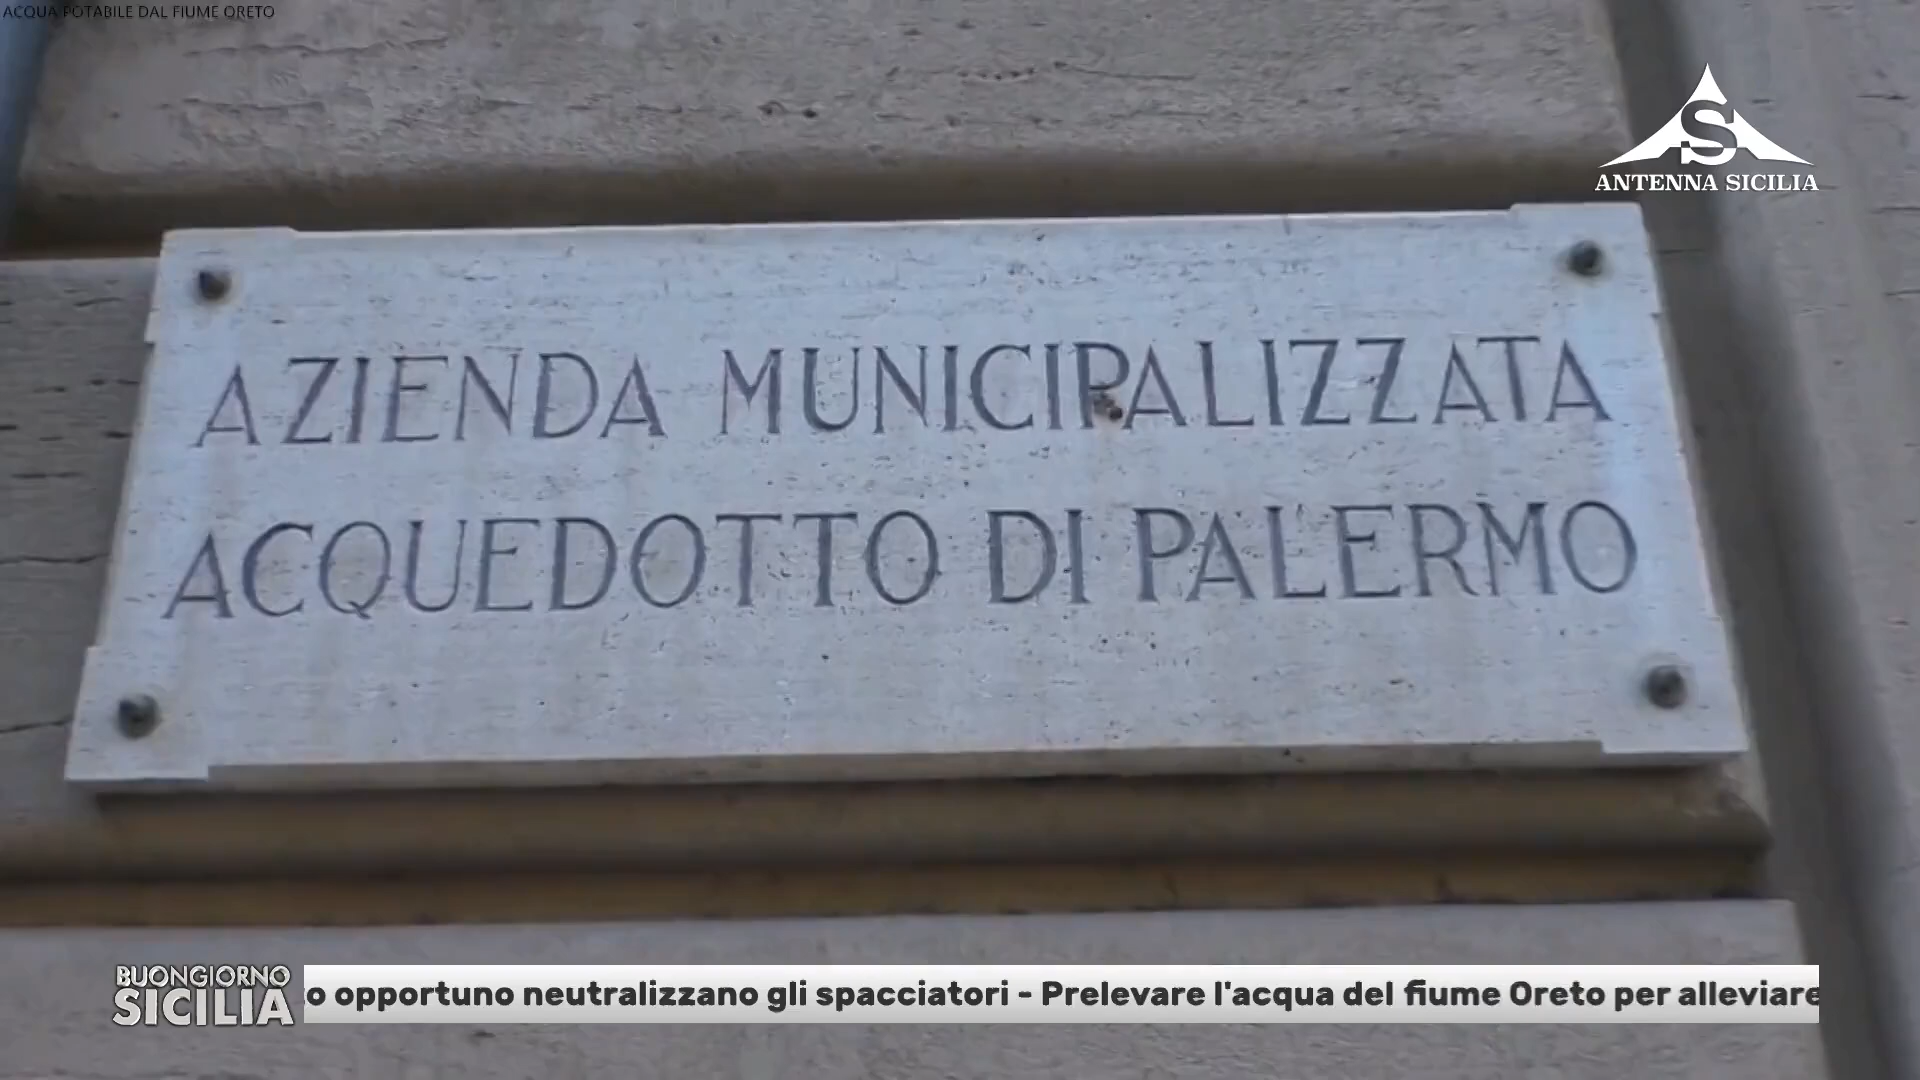 ACQUA POTABILE DAL FIUME ORETO
S
ANTENNA SICILIA
AZIENDA MUNICIPALIZZATA
ACQUEDOTTO DI PALERMO
BUONGIORNO
SICILIA
opportuno neutralizzano gli spacciatori - Prelevare l'acqua del fiume Oreto per alleviare